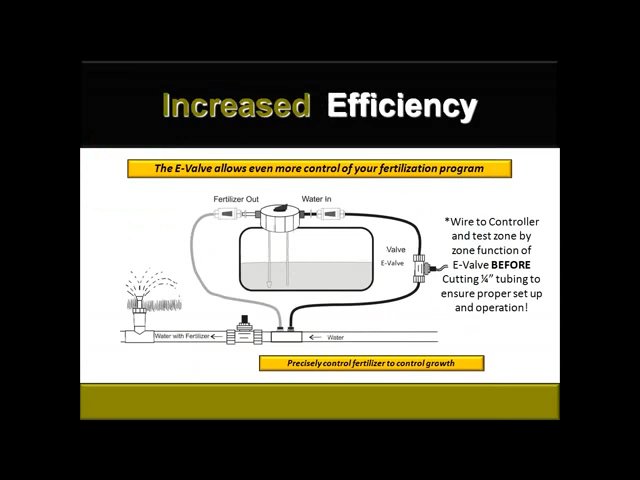 Increased Efficiency
The E-Valve allows even more control of your fertilization program
Fertilizer Out
Water In
Valve
E-Valve
*Wire to Controller
and test zone by
zone function of
E-Valve BEFORE
Cutting ¼” tubing to
ensure proper set up
and operation!
Water with Fertilizer
Water
Precisely control fertilizer to control growth